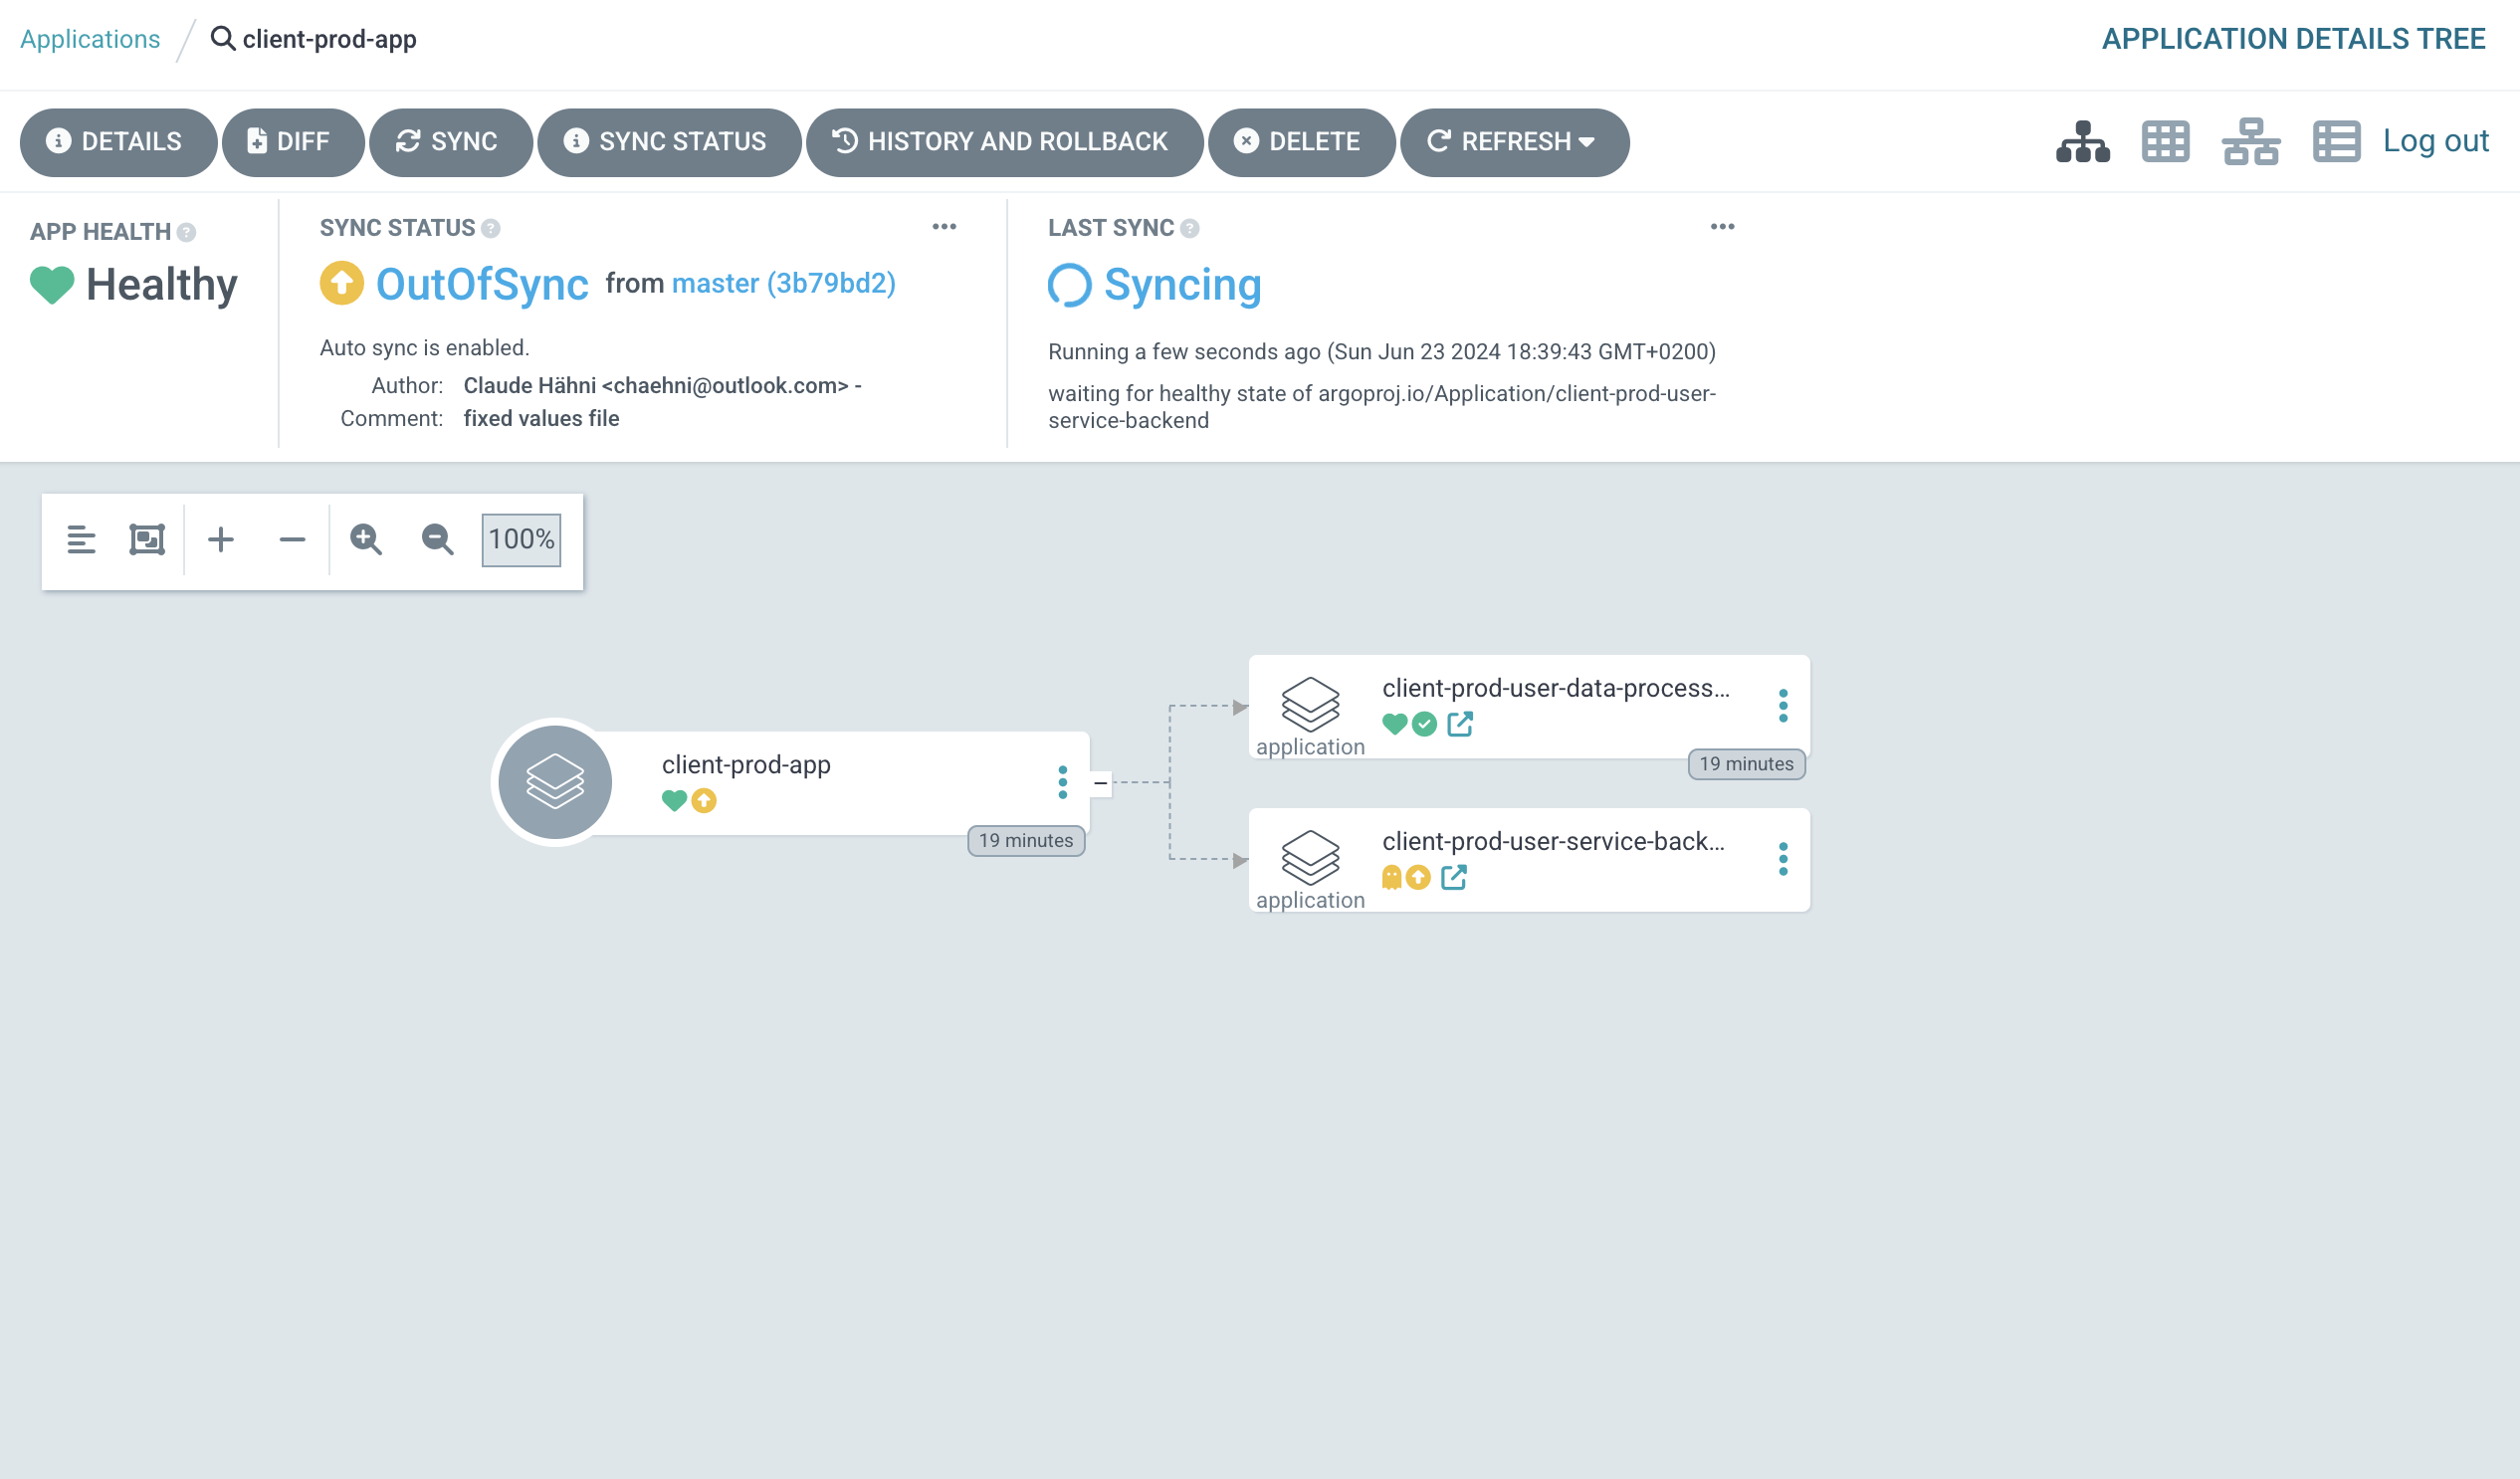 Applications
client-prod-app
APPLICATION DETAILS TREE
DETAILS
DIFF
SYNC
SYNC STATUS
HISTORY AND ROLLBACK
DELETE
REFRESH
Log out
APP HEALTH
Healthy
SYNC STATUS
OutOfSync from master (3b79bd2)
Auto sync is enabled.
Author: Claude Hähni <chaehni@outlook.com> -
Comment: fixed values file
LAST SYNC
Syncing
Running a few seconds ago (Sun Jun 23 2024 18:39:43 GMT+0200)
waiting for healthy state of argoproj.io/Application/client-prod-user-
service-backend
100%
client-prod-app
19 minutes
client-prod-user-data-process...
application
19 minutes
client-prod-user-service-back...
application